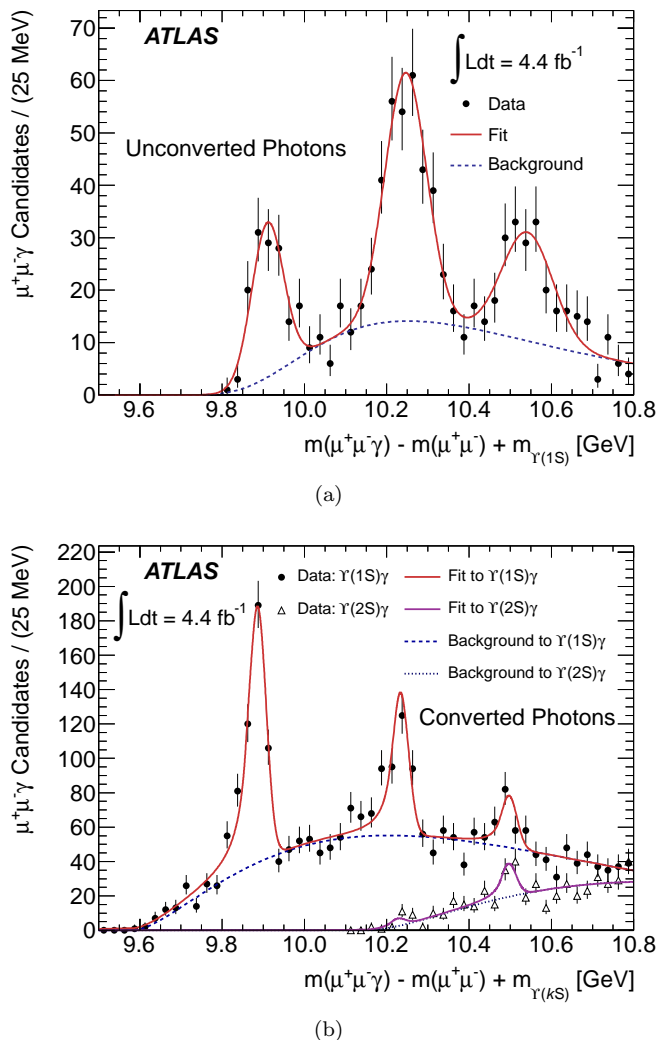 ATLAS
∫Ldt = 4.4 fb⁻¹
Data
Fit
Background
Unconverted Photons
μ⁺μ⁻γ Candidates / (25 MeV)
70
60
50
40
30
20
10
0
9.6 9.8 10.0 10.2 10.4 10.6 10.8
m(μ⁺μ⁻γ) - m(μ⁺μ⁻) + m_Υ(1S) [GeV]
(a)
ATLAS
∫Ldt = 4.4 fb⁻¹
Data: Υ(1S)γ
Data: Υ(2S)γ
Fit to Υ(1S)γ
Fit to Υ(2S)γ
Background to Υ(1S)γ
Background to Υ(2S)γ
Converted Photons
μ⁺μ⁻γ Candidates / (25 MeV)
220
200
180
160
140
120
100
80
60
40
20
0
9.6 9.8 10.0 10.2 10.4 10.6 10.8
m(μ⁺μ⁻γ) - m(μ⁺μ⁻) + m_Υ(kS) [GeV]
(b)